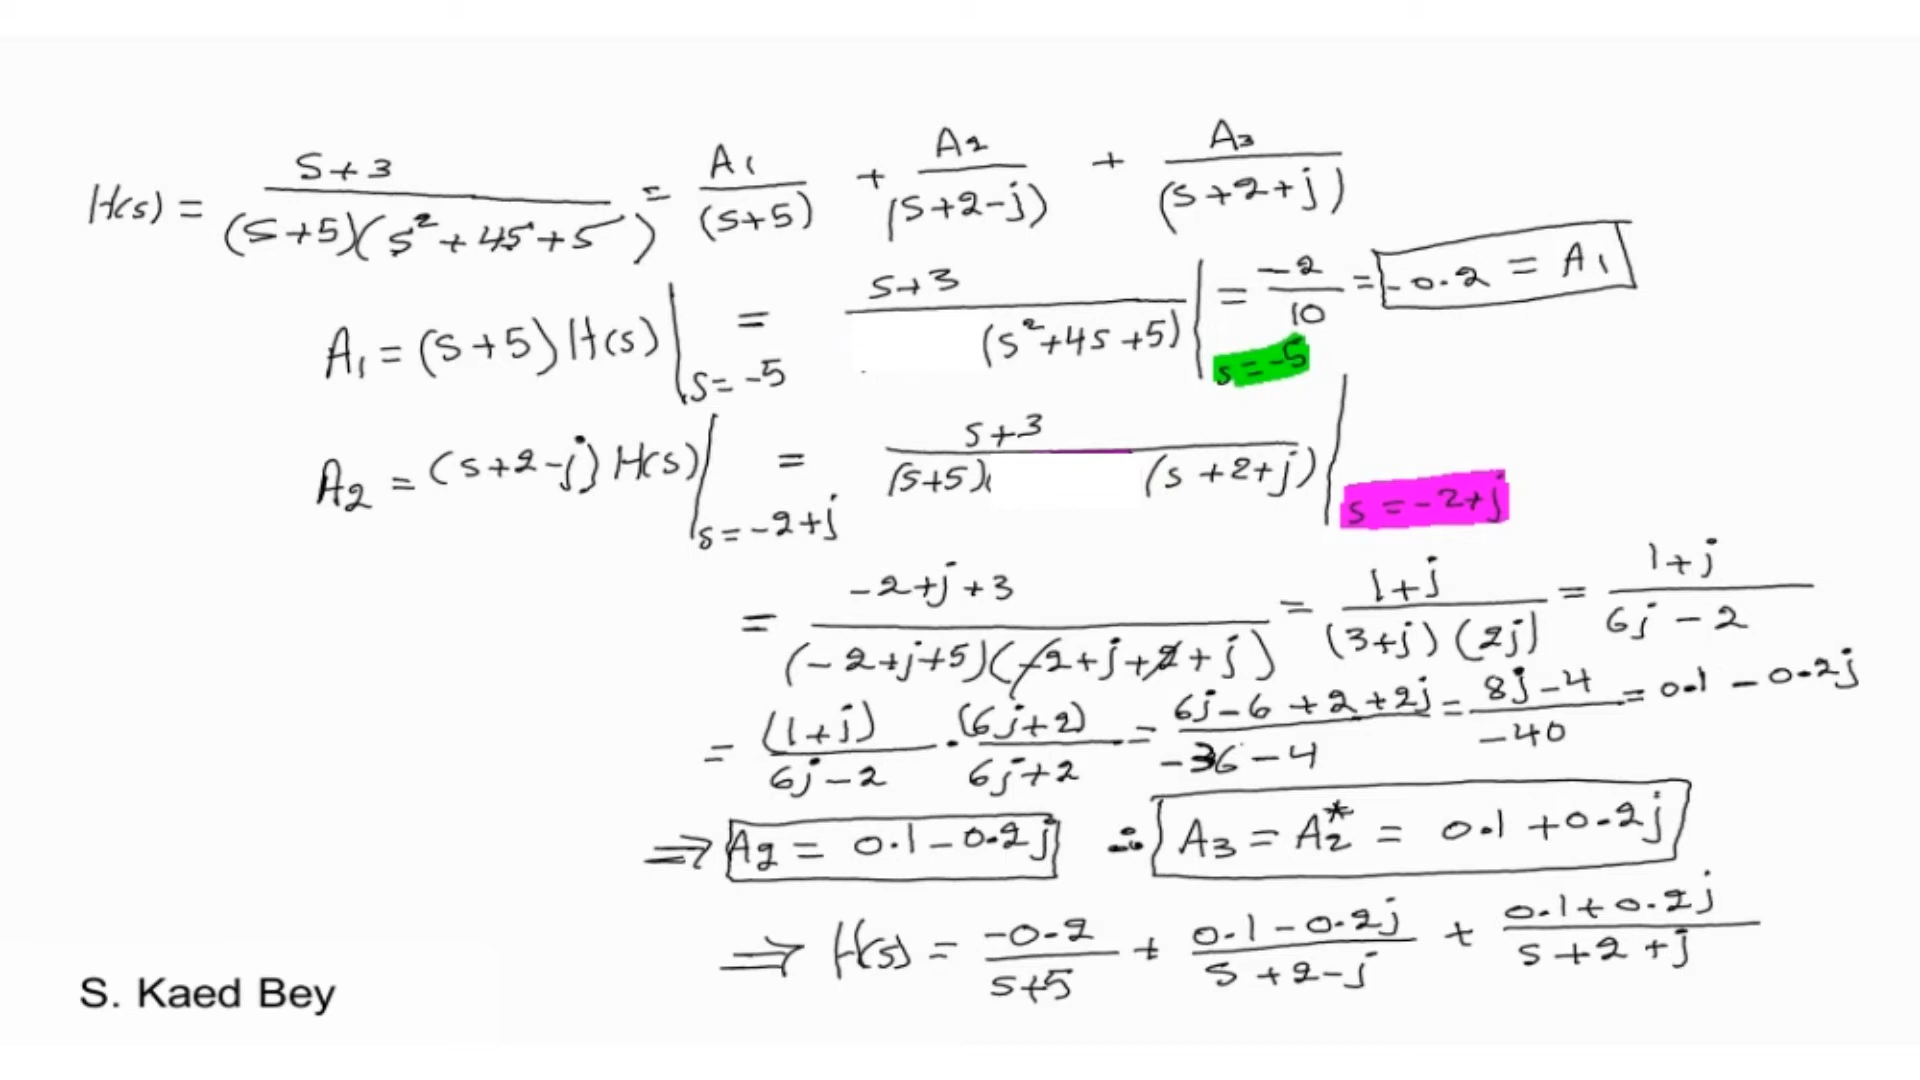 H(s) = (s+3) / ((s+5)(s²+4s+5)) = A₁/(s+5) + A₂/(s+2-j) + A₃/(s+2+j)
A₁ = (s+5) H(s) |s=-5 = (s+3) / (s²+4s+5) |s=-5 = -2/10 = -0.2 = A₁
A₂ = (s+2-j) H(s) |s=-2+j = (s+3) / ((s+5) (s+2+j)) |s=-2+j
= (-2+j+3) / ((-2+j+5)(-2+j+2+j)) = (1+j) / ((3+j)(2j)) = (1+j) / (6j-2)
= (1+j)/(6j-2) · (6j+2)/(6j+2) = (6j-6+2+2j)/(-36-4) = (8j-4)/(-40) = 0.1-0.2j
⇒ A₂ = 0.1-0.2j ∴ A₃ = A₂* = 0.1+0.2j
⇒ H(s) = -0.2/(s+5) + (0.1-0.2j)/(s+2-j) + (0.1+0.2j)/(s+2+j)
S. Kaed Bey